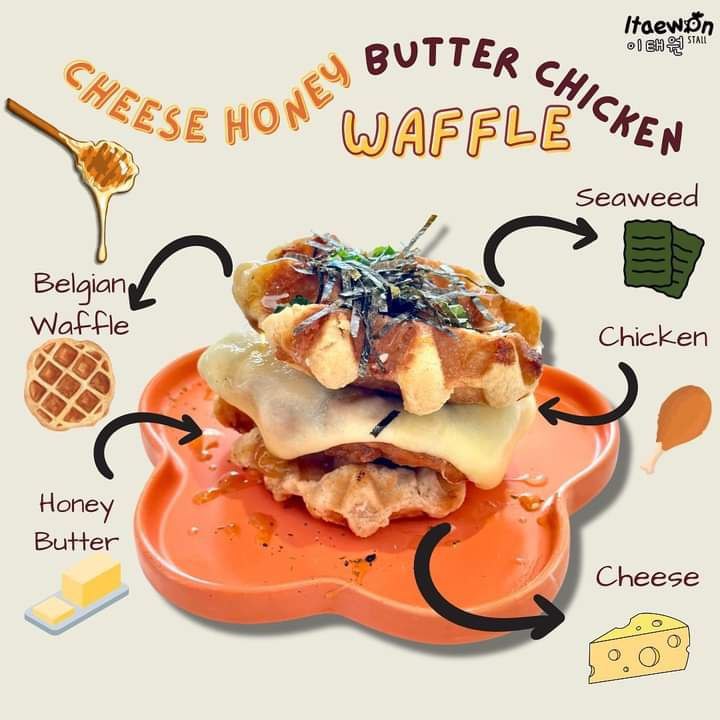 Itaewon
이태원 STALL
CHEESE HONEY BUTTER CHICKEN
WAFFLE
Seaweed
Belgian
Waffle
Chicken
Honey
Butter
Cheese